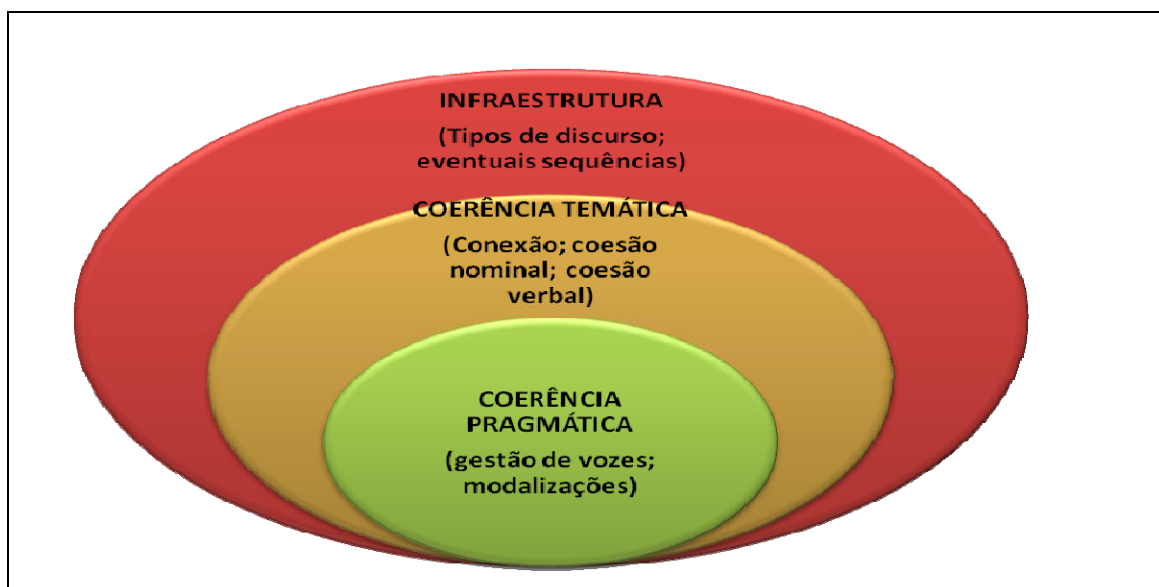 INFRAESTRUTURA
(Tipos de discurso;
eventuais sequências)
COERÊNCIA TEMÁTICA
(Conexão; coesão
nominal; coesão
verbal)
COERÊNCIA
PRAGMÁTICA
(gestão de vozes;
modalizações)